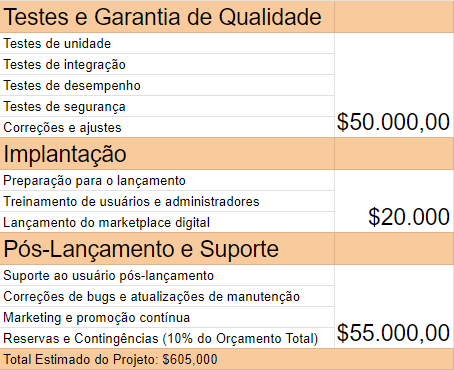 Testes e Garantia de Qualidade
Testes de unidade
Testes de integração
Testes de desempenho
Testes de segurança
Correções e ajustes
$50.000,00
Implantação
Preparação para o lançamento
Treinamento de usuários e administradores
Lançamento do marketplace digital
$20.000
Pós-Lançamento e Suporte
Suporte ao usuário pós-lançamento
Correções de bugs e atualizações de manutenção
Marketing e promoção contínua
Reservas e Contingências (10% do Orçamento Total)
$55.000,00
Total Estimado do Projeto: $605,000